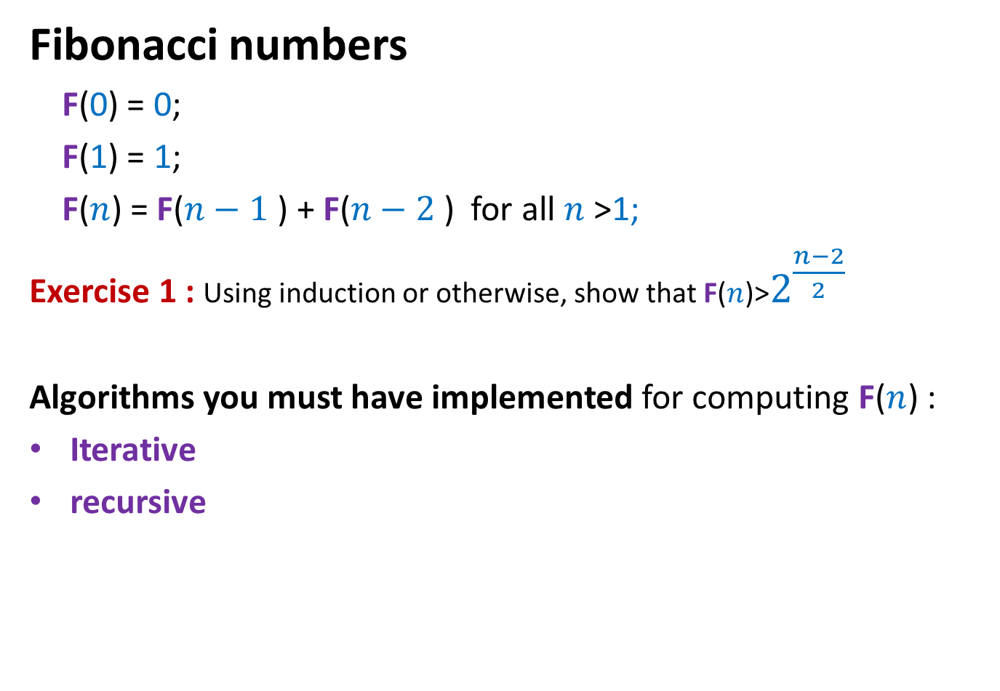 Fibonacci numbers
F(0) = 0;
F(1) = 1;
F(𝑛) = F(𝑛 − 1 ) + F(𝑛 − 2 ) for all 𝑛 >1;
Exercise 1 : Using induction or otherwise, show that F(𝑛)>2^((𝑛−2)/2)
Algorithms you must have implemented for computing F(𝑛) :
• Iterative
• recursive